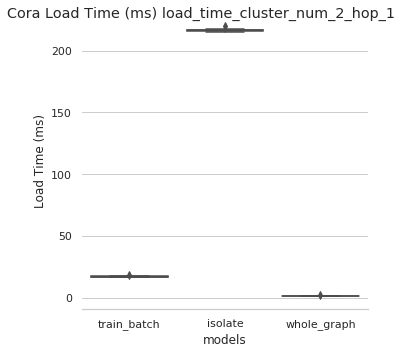 Cora Load Time (ms) load_time_cluster_num_2_hop_1
200
150
100
50
0
Load Time (ms)
train_batch isolate whole_graph
models